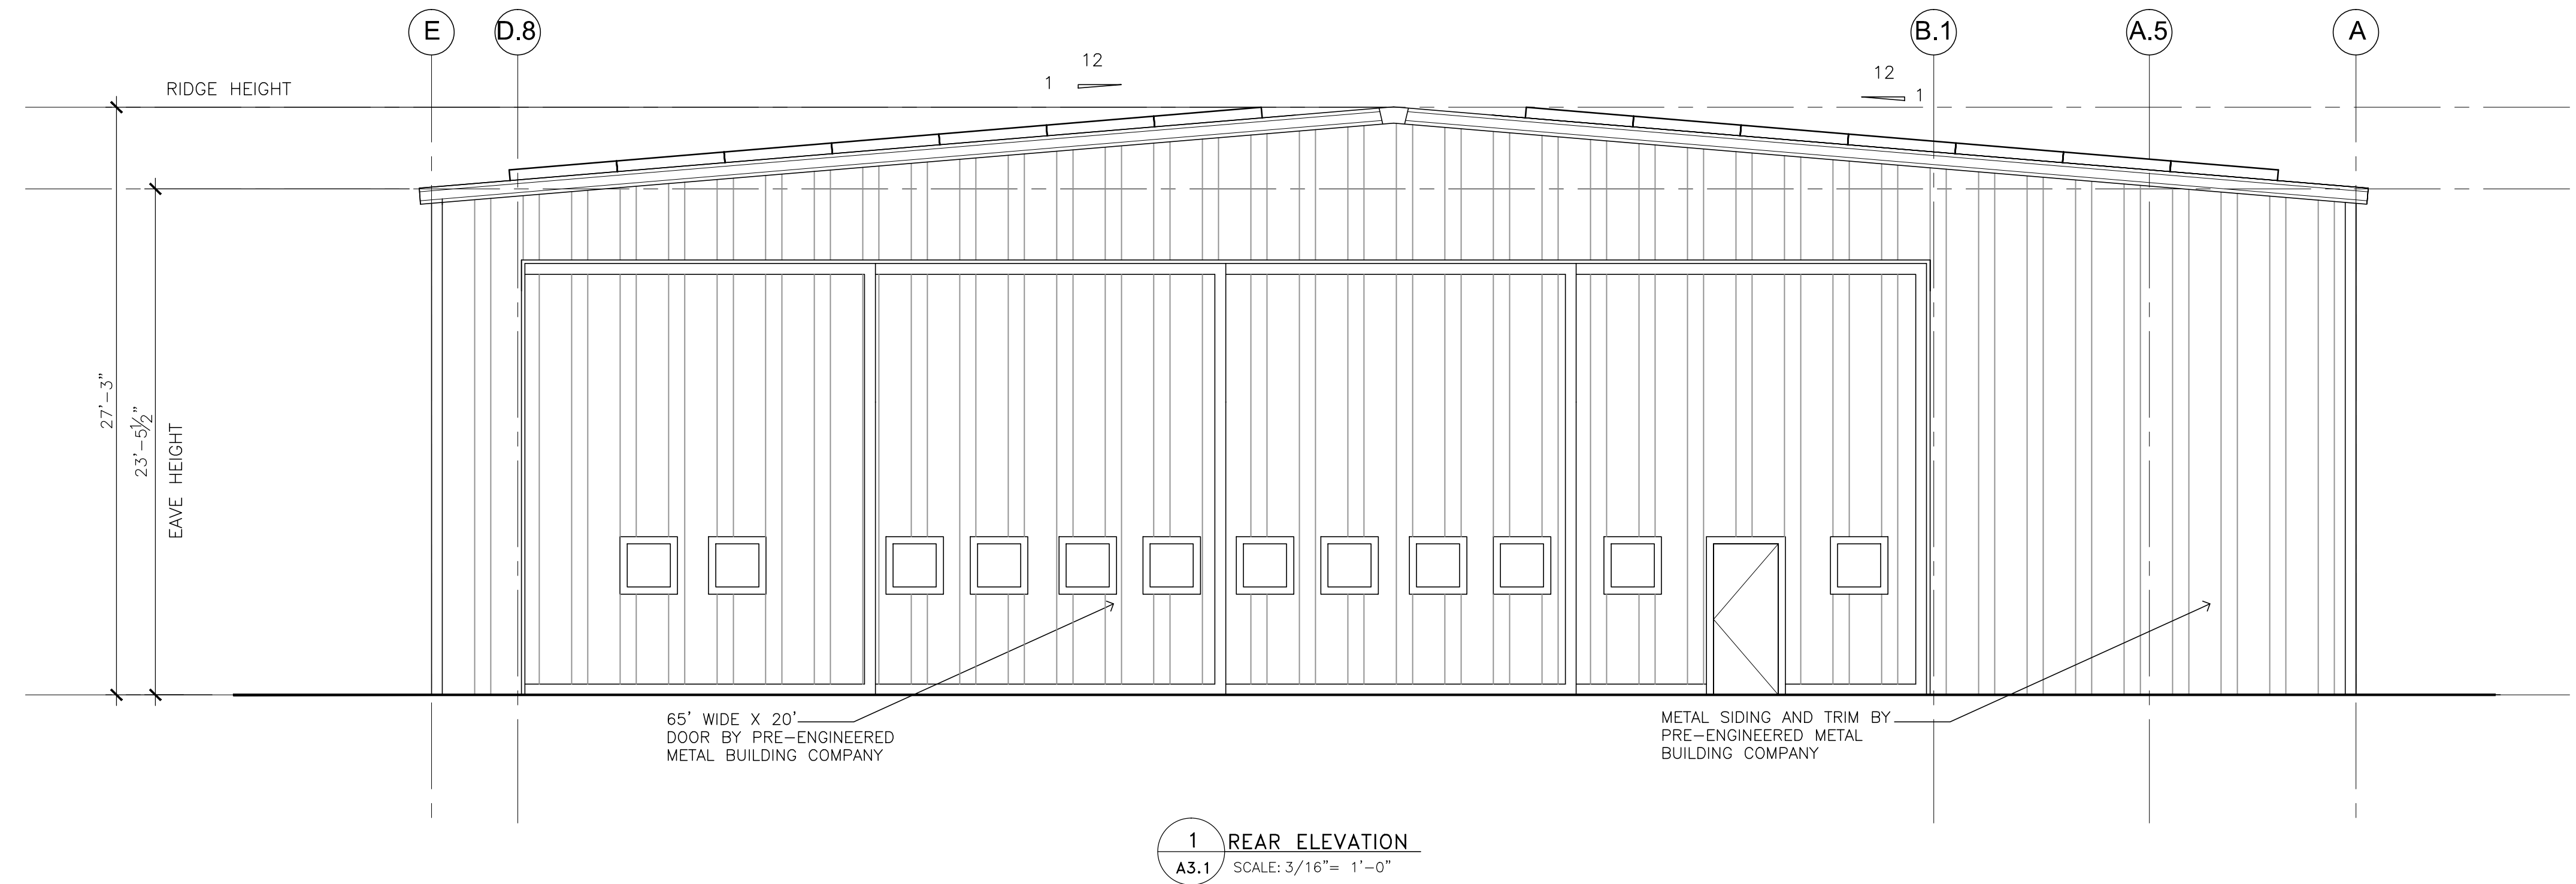 E
D.8
B.1
A.5
A
12
1
12
1
RIDGE HEIGHT
27'-3"
23'-5½"
EAVE HEIGHT
65' WIDE X 20'
DOOR BY PRE-ENGINEERED
METAL BUILDING COMPANY
METAL SIDING AND TRIM BY
PRE-ENGINEERED METAL
BUILDING COMPANY
1
REAR ELEVATION
A3.1
SCALE: 3/16"= 1'-0"